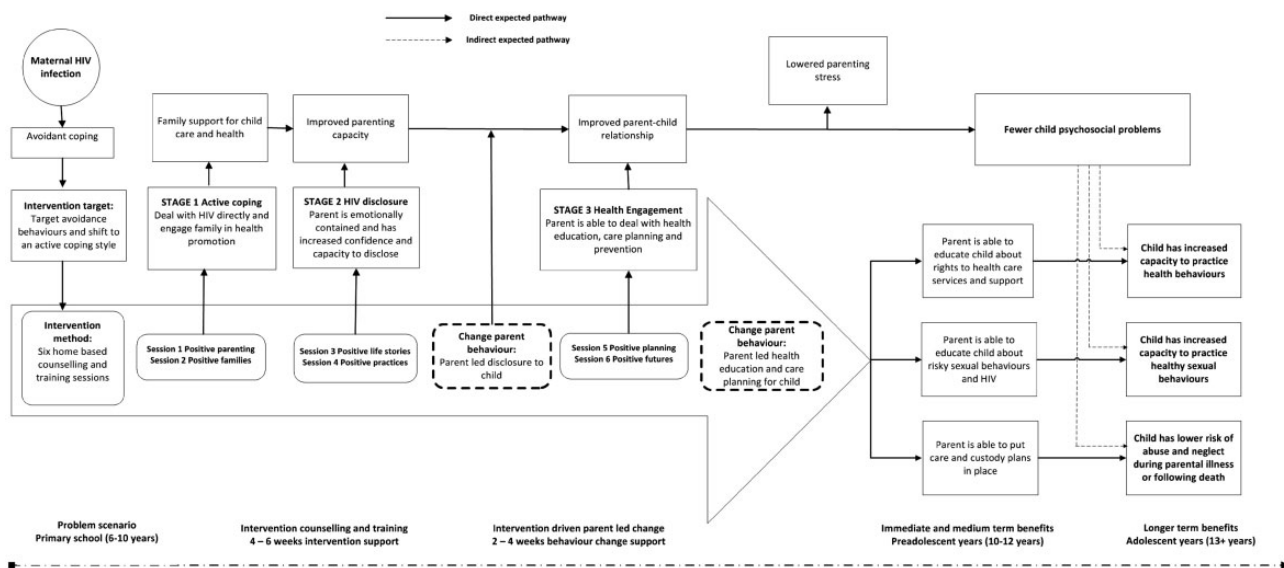 Direct expected pathway
Indirect expected pathway
Maternal HIV
infection
Avoidant coping
Intervention target:
Target avoidance
behaviours and shift to
an active coping style
Intervention
method:
Six home based
counselling and
training sessions
Family support for child
care and health
STAGE 1 Active coping
Deal with HIV directly and
engage family in health
promotion
Session 1 Positive parenting
Session 2 Positive families
Improved parenting
capacity
STAGE 2 HIV disclosure
Parent is emotionally
contained and has
increased confidence and
capacity to disclose
Session 3 Positive life stories
Session 4 Positive practices
Change parent
behaviour:
Parent led disclosure to
child
Improved parent-child
relationship
STAGE 3 Health Engagement
Parent is able to deal with health
education, care planning and
prevention
Session 5 Positive planning
Session 6 Positive futures
Change parent
behaviour:
Parent led health
education and care
planning for child
Lowered parenting
stress
Fewer child psychosocial problems
Parent is able to
educate child about
rights to health care
services and support
Child has increased
capacity to practice
health behaviours
Parent is able to
educate child about
risky sexual behaviours
and HIV
Child has increased
capacity to practice
healthy sexual
behaviours
Parent is able to put
care and custody plans
in place
Child has lower risk of
abuse and neglect
during parental illness
or following death
Problem scenario
Primary school (6-10 years)
Intervention counselling and training
4 – 6 weeks intervention support
Intervention driven parent led change
2 – 4 weeks behaviour change support
Immediate and medium term benefits
Preadolescent years (10-12 years)
Longer term benefits
Adolescent years (13+ years)